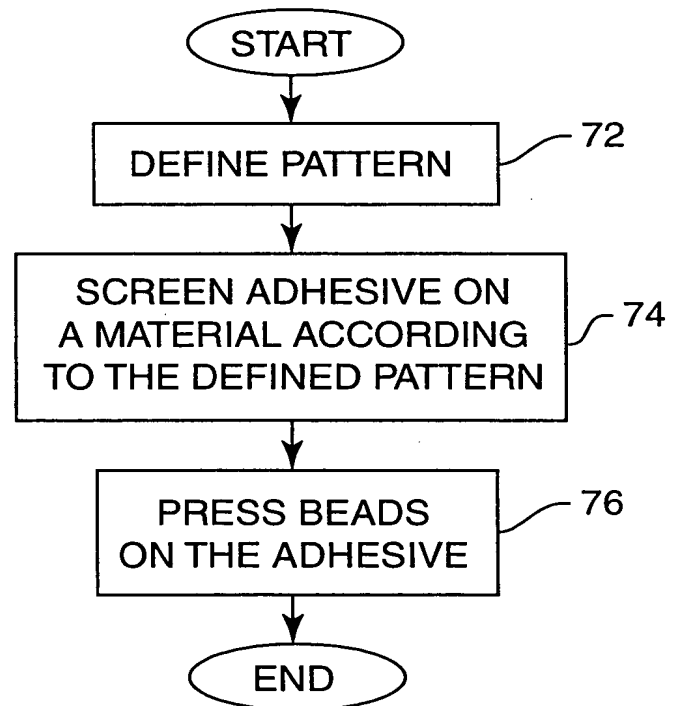 START
DEFINE PATTERN
72
SCREEN ADHESIVE ON
A MATERIAL ACCORDING
TO THE DEFINED PATTERN
74
PRESS BEADS
ON THE ADHESIVE
76
END